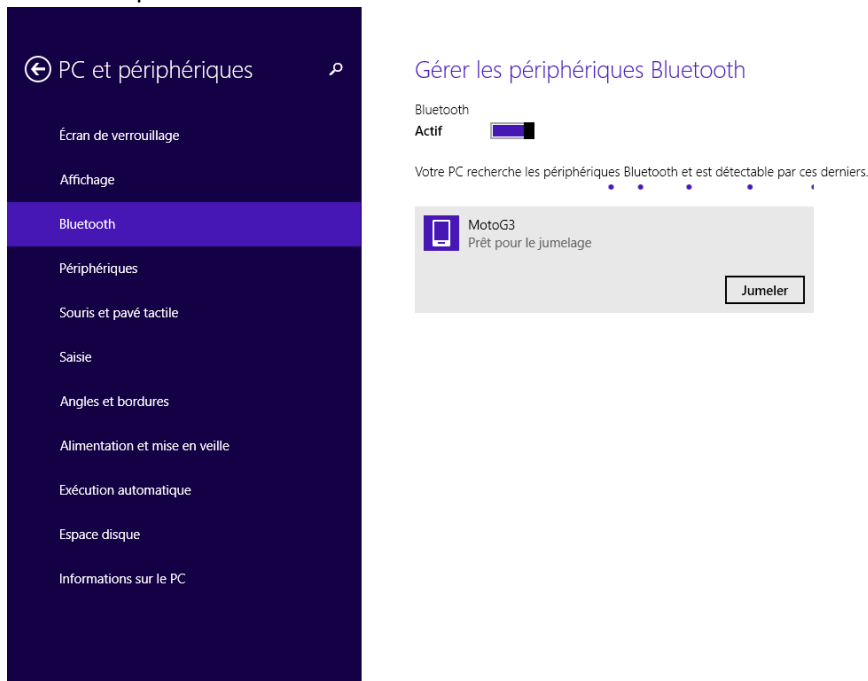 PC et périphériques
Écran de verrouillage
Affichage
Bluetooth
Périphériques
Souris et pavé tactile
Saisie
Angles et bordures
Alimentation et mise en veille
Exécution automatique
Espace disque
Informations sur le PC
Gérer les périphériques Bluetooth
Bluetooth
Actif
Votre PC recherche les périphériques Bluetooth et est détectable par ces derniers.
MotoG3
Prêt pour le jumelage
Jumeler